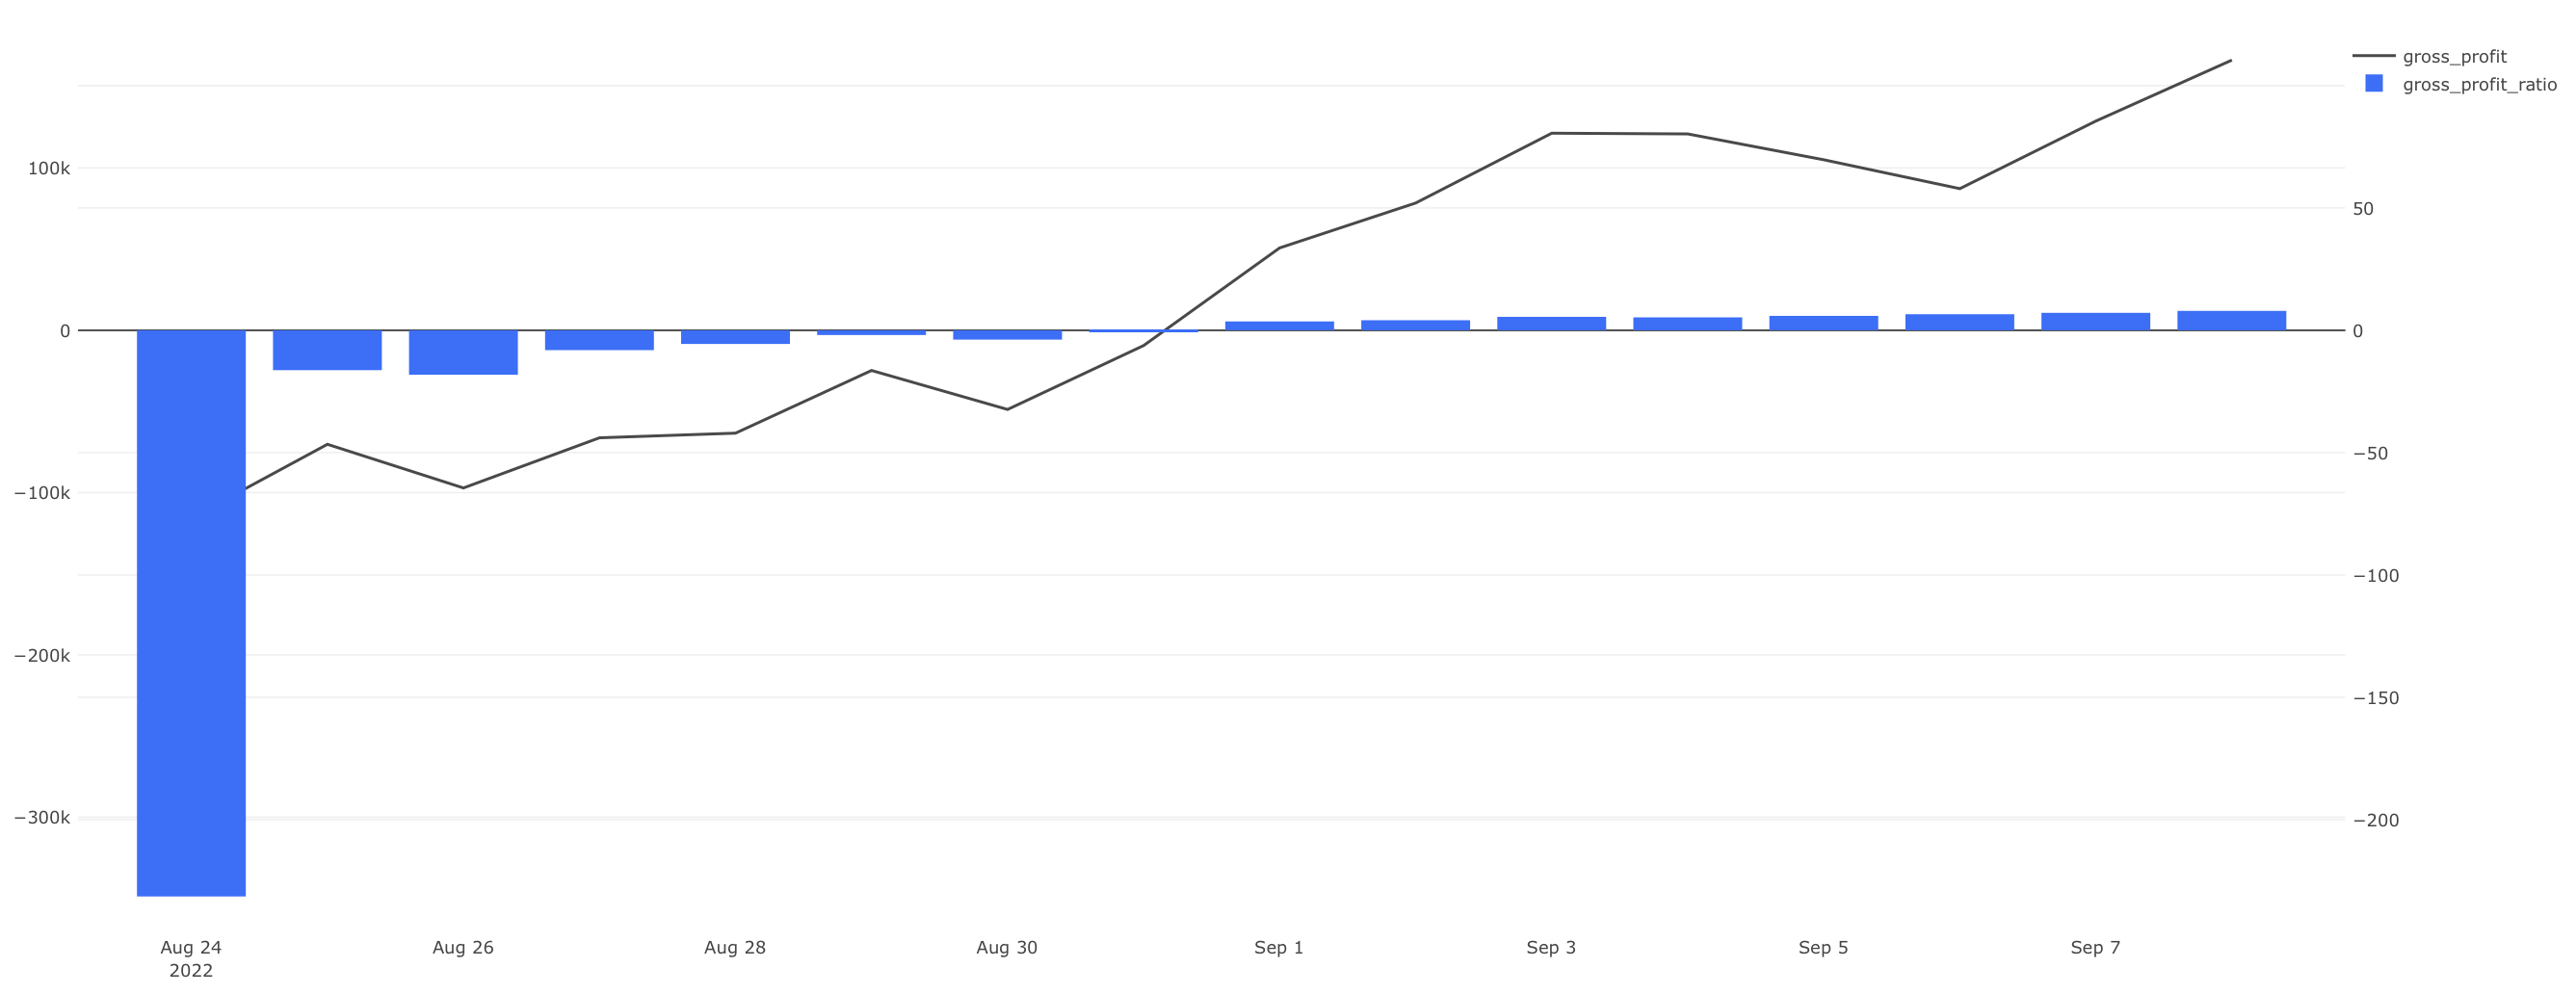 gross_profit
gross_profit_ratio
100k
0
−100k
−200k
−300k
50
0
−50
−100
−150
−200
Aug 24
2022
Aug 26
Aug 28
Aug 30
Sep 1
Sep 3
Sep 5
Sep 7